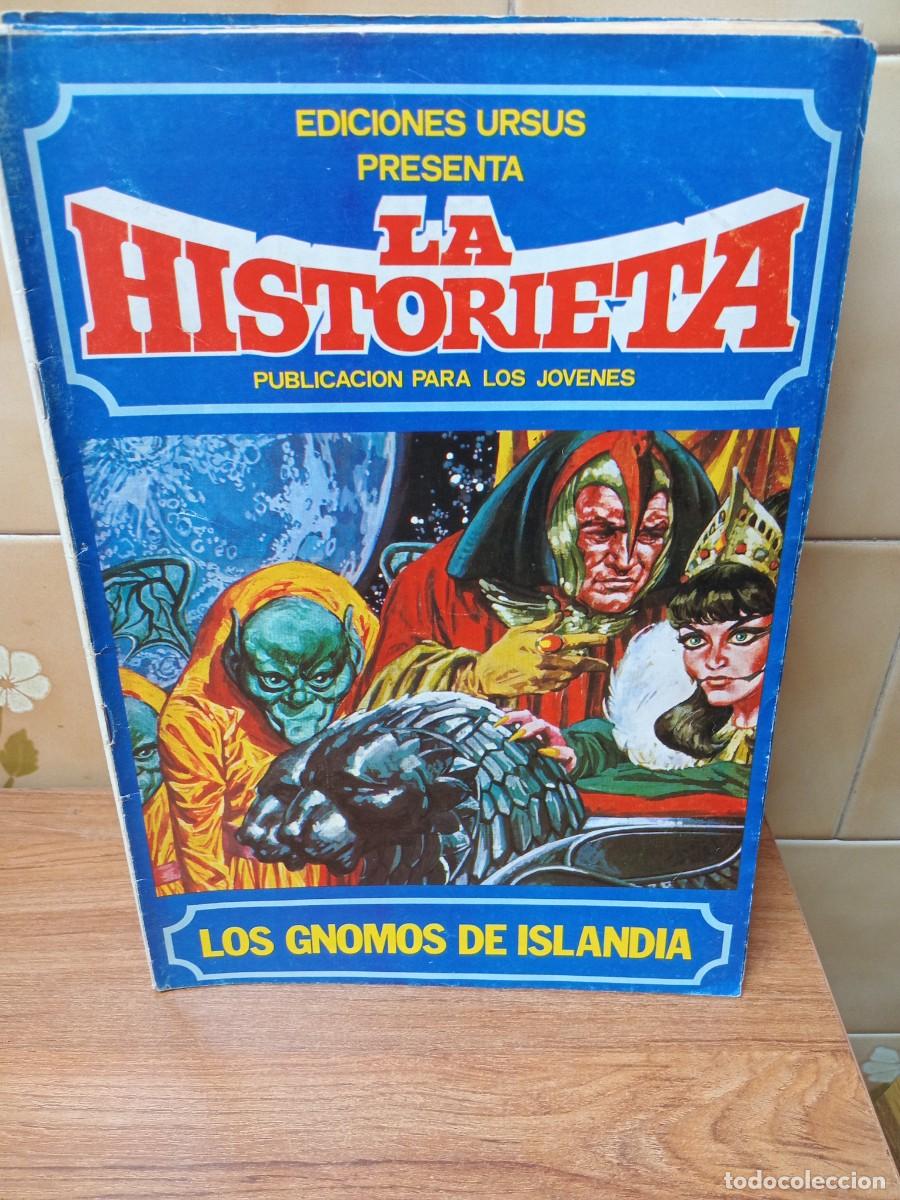 EDICIONES URSUS
PRESENTA
LA
HISTORIETA
PUBLICACION PARA LOS JOVENES
LOS GNOMOS DE ISLANDIA
todocoleccion